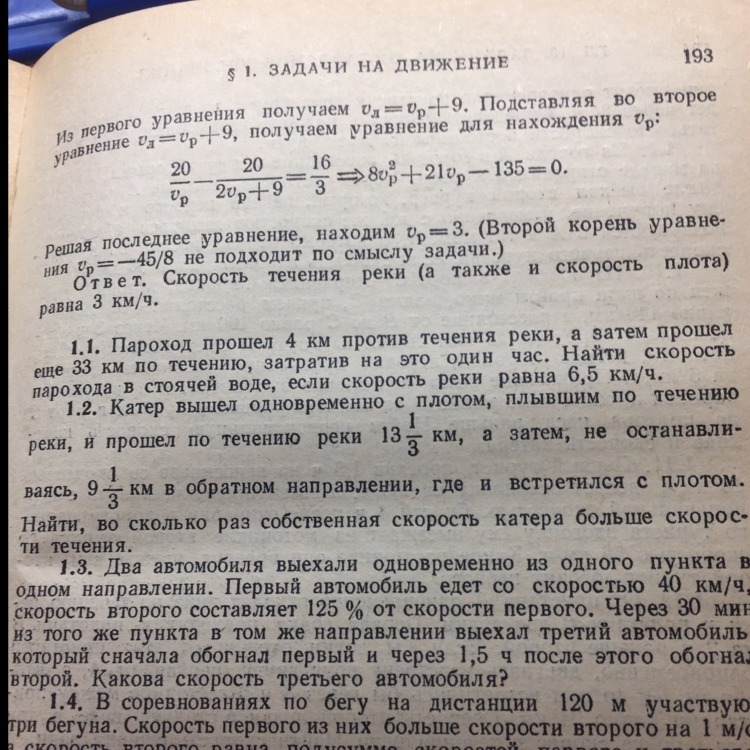 § 1. ЗАДАЧИ НА ДВИЖЕНИЕ 193
Из первого уравнения получаем vл=vр+9. Подставляя во второе
уравнение vл=vр+9, получаем уравнение для нахождения vр:
20/vр − 20/(2vр+9) = 16/3 ⇒ 8vр²+21vр−135=0.
Решая последнее уравнение, находим vр=3. (Второй корень уравне-
ния vр=−45/8 не подходит по смыслу задачи.)
Ответ. Скорость течения реки (а также и скорость плота)
равна 3 км/ч.
1.1. Пароход прошел 4 км против течения реки, а затем прошел
еще 33 км по течению, затратив на это один час. Найти скорость
парохода в стоячей воде, если скорость реки равна 6,5 км/ч.
1.2. Катер вышел одновременно с плотом, плывшим по течению
реки, и прошел по течению реки 13 1/3 км, а затем, не останавли-
ваясь, 9 1/3 км в обратном направлении, где и встретился с плотом.
Найти, во сколько раз собственная скорость катера больше скорос-
ти течения.
1.3. Два автомобиля выехали одновременно из одного пункта в
одном направлении. Первый автомобиль едет со скоростью 40 км/ч,
скорость второго составляет 125 % от скорости первого. Через 30 мин
из того же пункта в том же направлении выехал третий автомобиль,
который сначала обогнал первый и через 1,5 ч после этого обогнал
второй. Какова скорость третьего автомобиля?
1.4. В соревнованиях по бегу на дистанции 120 м участвую
три бегуна. Скорость первого из них больше скорости второго на 1 м/с
а скорость второго равна полусумме скоростей первого